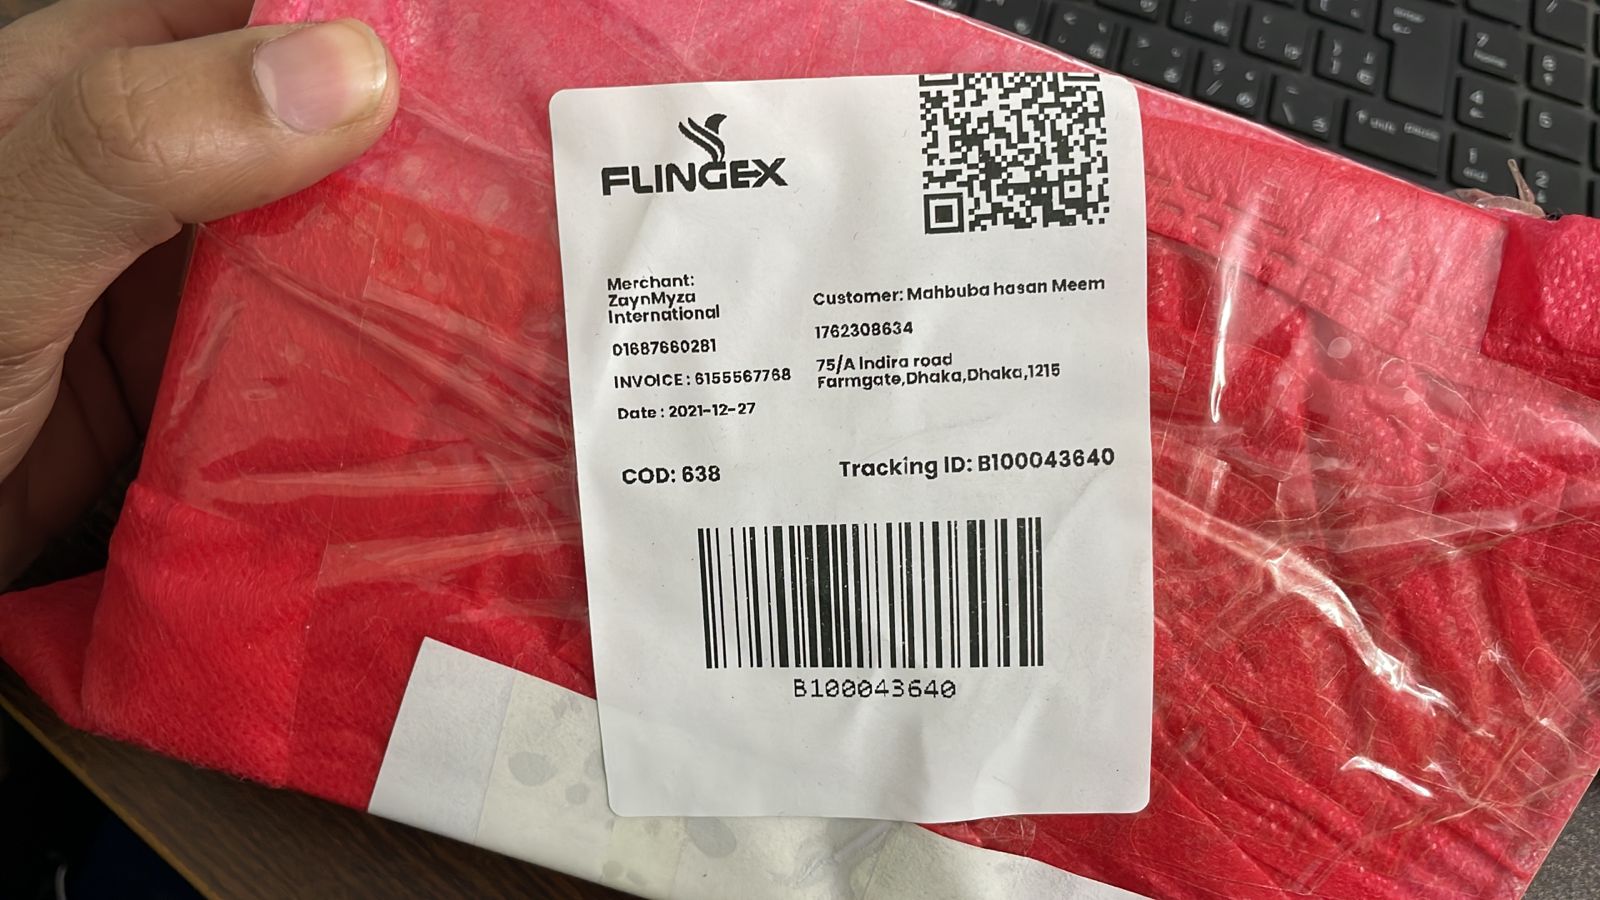 FLINGEX
Merchant:
ZaynMyza
International
01687660281
INVOICE : 6155567768
Date : 2021-12-27
Customer: Mahbuba hasan Meem
1762308634
75/A Indira road
Farmgate,Dhaka,Dhaka,1215
COD: 638
Tracking ID: B100043640
B100043640